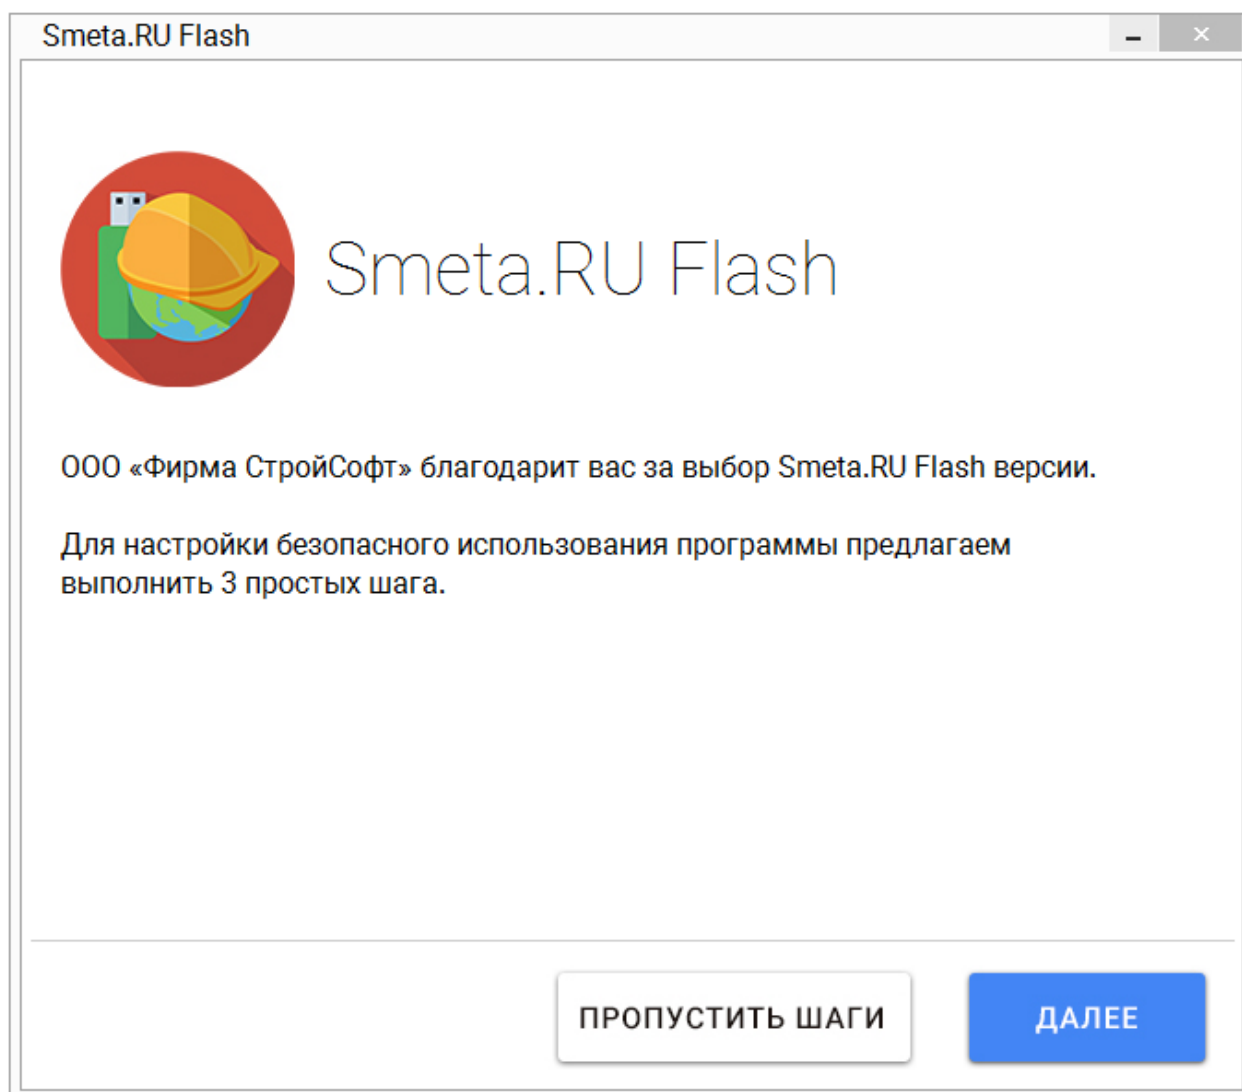 Smeta.RU Flash
Smeta.RU Flash
ООО «Фирма СтройСофт» благодарит вас за выбор Smeta.RU Flash версии.
Для настройки безопасного использования программы предлагаем
выполнить 3 простых шага.
ПРОПУСТИТЬ ШАГИ
ДАЛЕЕ